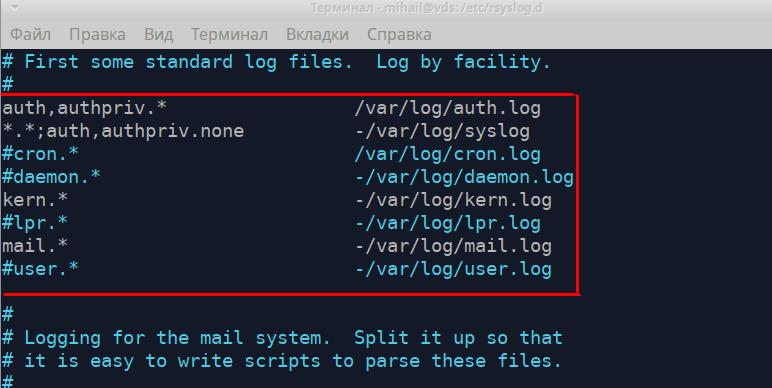 Терминал - mihail@vds: /etc/rsyslog.d
Файл Правка Вид Терминал Вкладки Справка
# First some standard log files.  Log by facility.
#
auth,authpriv.*                 /var/log/auth.log
*.*;auth,authpriv.none          -/var/log/syslog
#cron.*                         /var/log/cron.log
#daemon.*                       -/var/log/daemon.log
kern.*                          -/var/log/kern.log
#lpr.*                          -/var/log/lpr.log
mail.*                          -/var/log/mail.log
#user.*                         -/var/log/user.log
#
# Logging for the mail system.  Split it up so that
# it is easy to write scripts to parse these files.
#